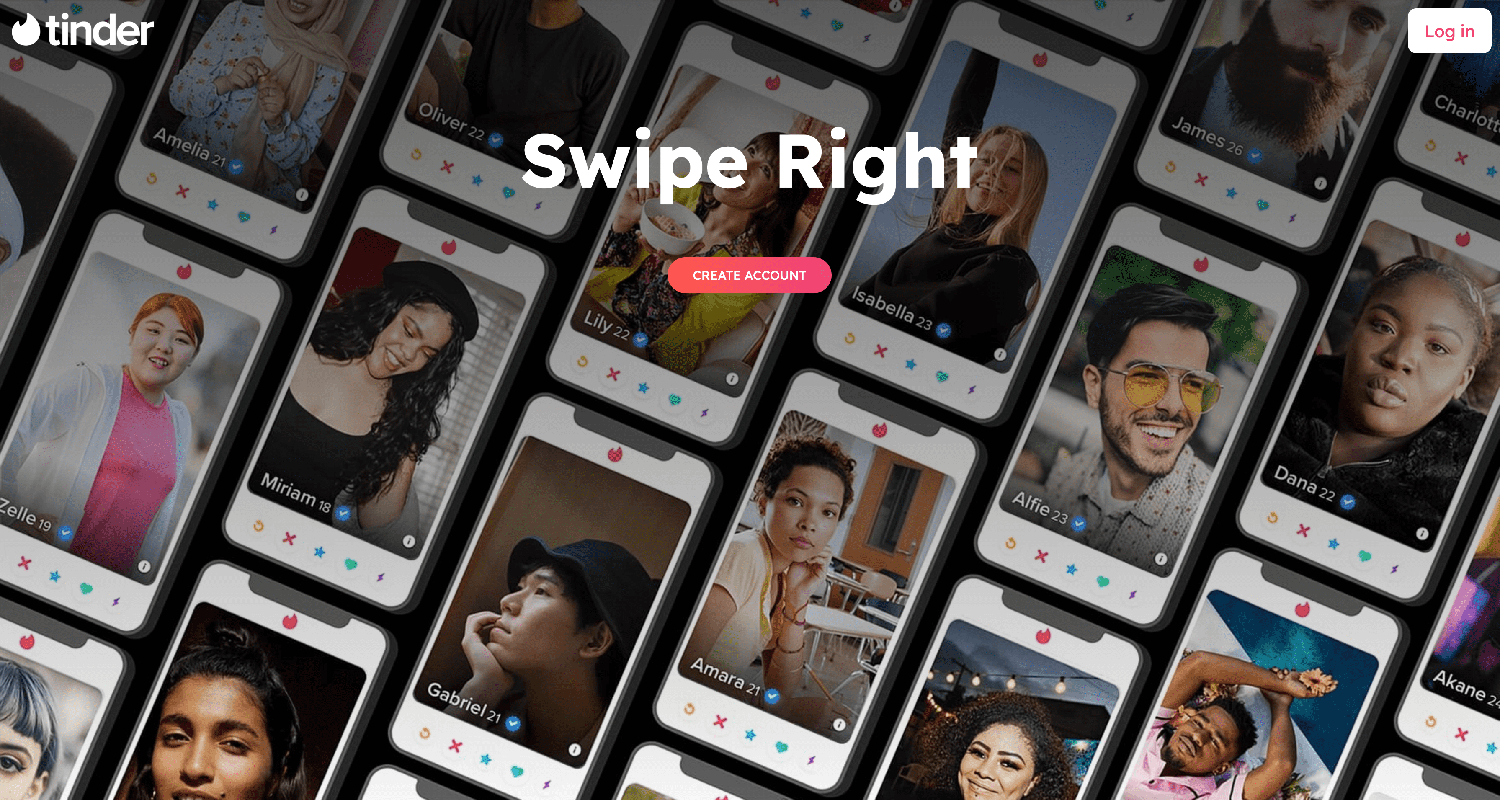 tinder
Log in
Swipe Right
CREATE ACCOUNT
Amelia 21
Oliver 22
James 26
Lily 22
Isabella 23
Zelle 19
Miriam 18
Alfie 23
Dana 22
Gabriel 21
Amara 21
Akane